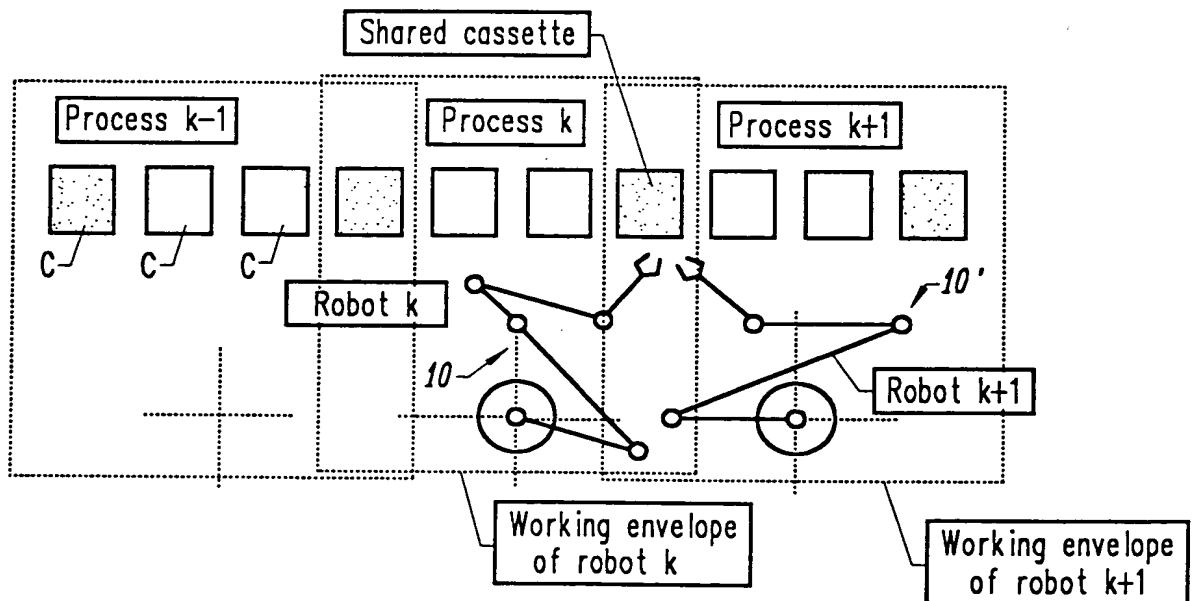 Shared cassette
Process k-1
Process k
Process k+1
C
C
C
Robot k
10'
10
Robot k+1
Working envelope
of robot k
Working envelope
of robot k+1